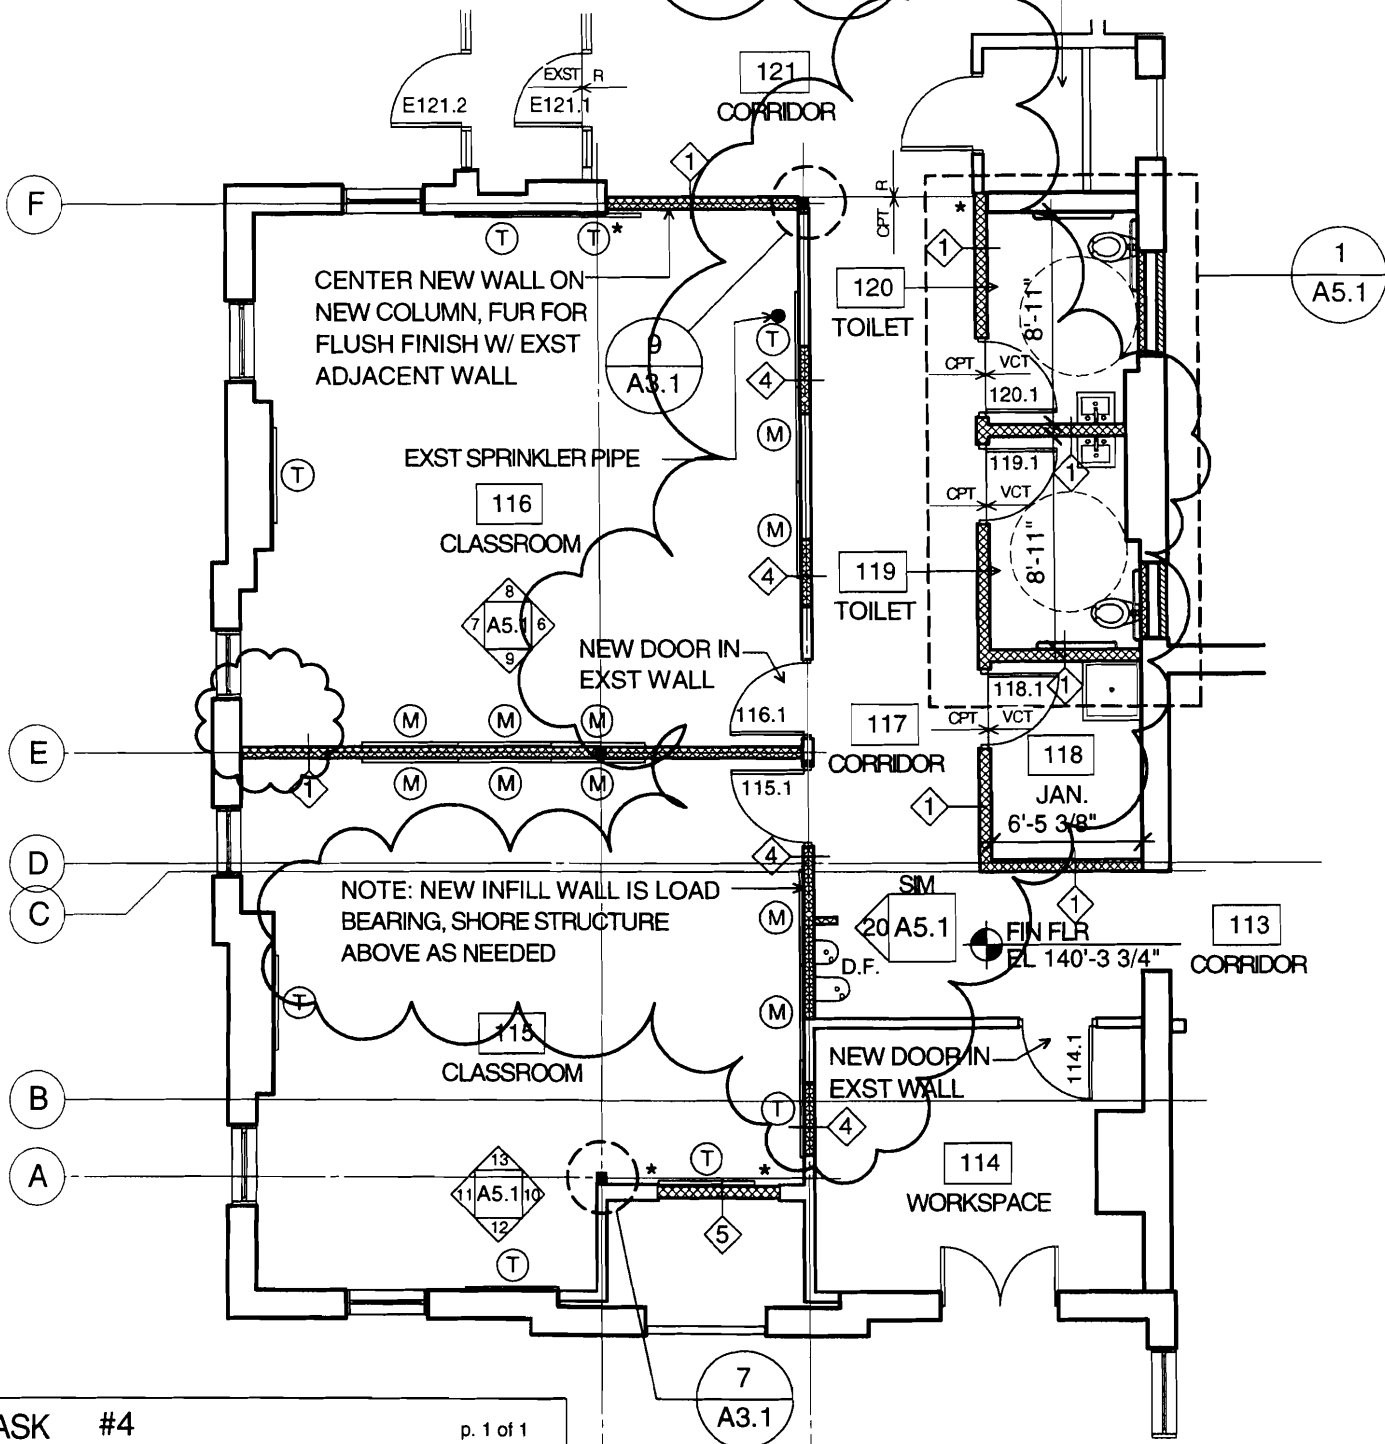 121
CORRIDOR
EXST R
E121.2
E121.1
1
F
R
CPT
*
T
T *
1
CENTER NEW WALL ON
NEW COLUMN, FUR FOR
FLUSH FINISH W/ EXST
ADJACENT WALL
120
TOILET
8'-11"
1
A5.1
9
A3.1
T
4
CPT VCT
120.1
M
EXST SPRINKLER PIPE
T
119.1
1
CPT VCT
116
CLASSROOM
M
4
119
TOILET
8'-11"
8
7 A5.1 6
9
NEW DOOR IN
EXST WALL
118.1
1
M M M
116.1
117
CORRIDOR
CPT VCT
E
118
JAN.
6'-5 3/8"
1
M M M
115.1
1
D
4
C
NOTE: NEW INFILL WALL IS LOAD
BEARING, SHORE STRUCTURE
ABOVE AS NEEDED
M
SIM
20 A5.1
1
FIN FLR
EL 140'-3 3/4"
113
CORRIDOR
D.F.
T
M
115
CLASSROOM
NEW DOOR IN
EXST WALL
114.1
B
T
4
A
13
11 A5.1 10
12
* T *
114
WORKSPACE
5
T
7
A3.1
ASK #4
p. 1 of 1